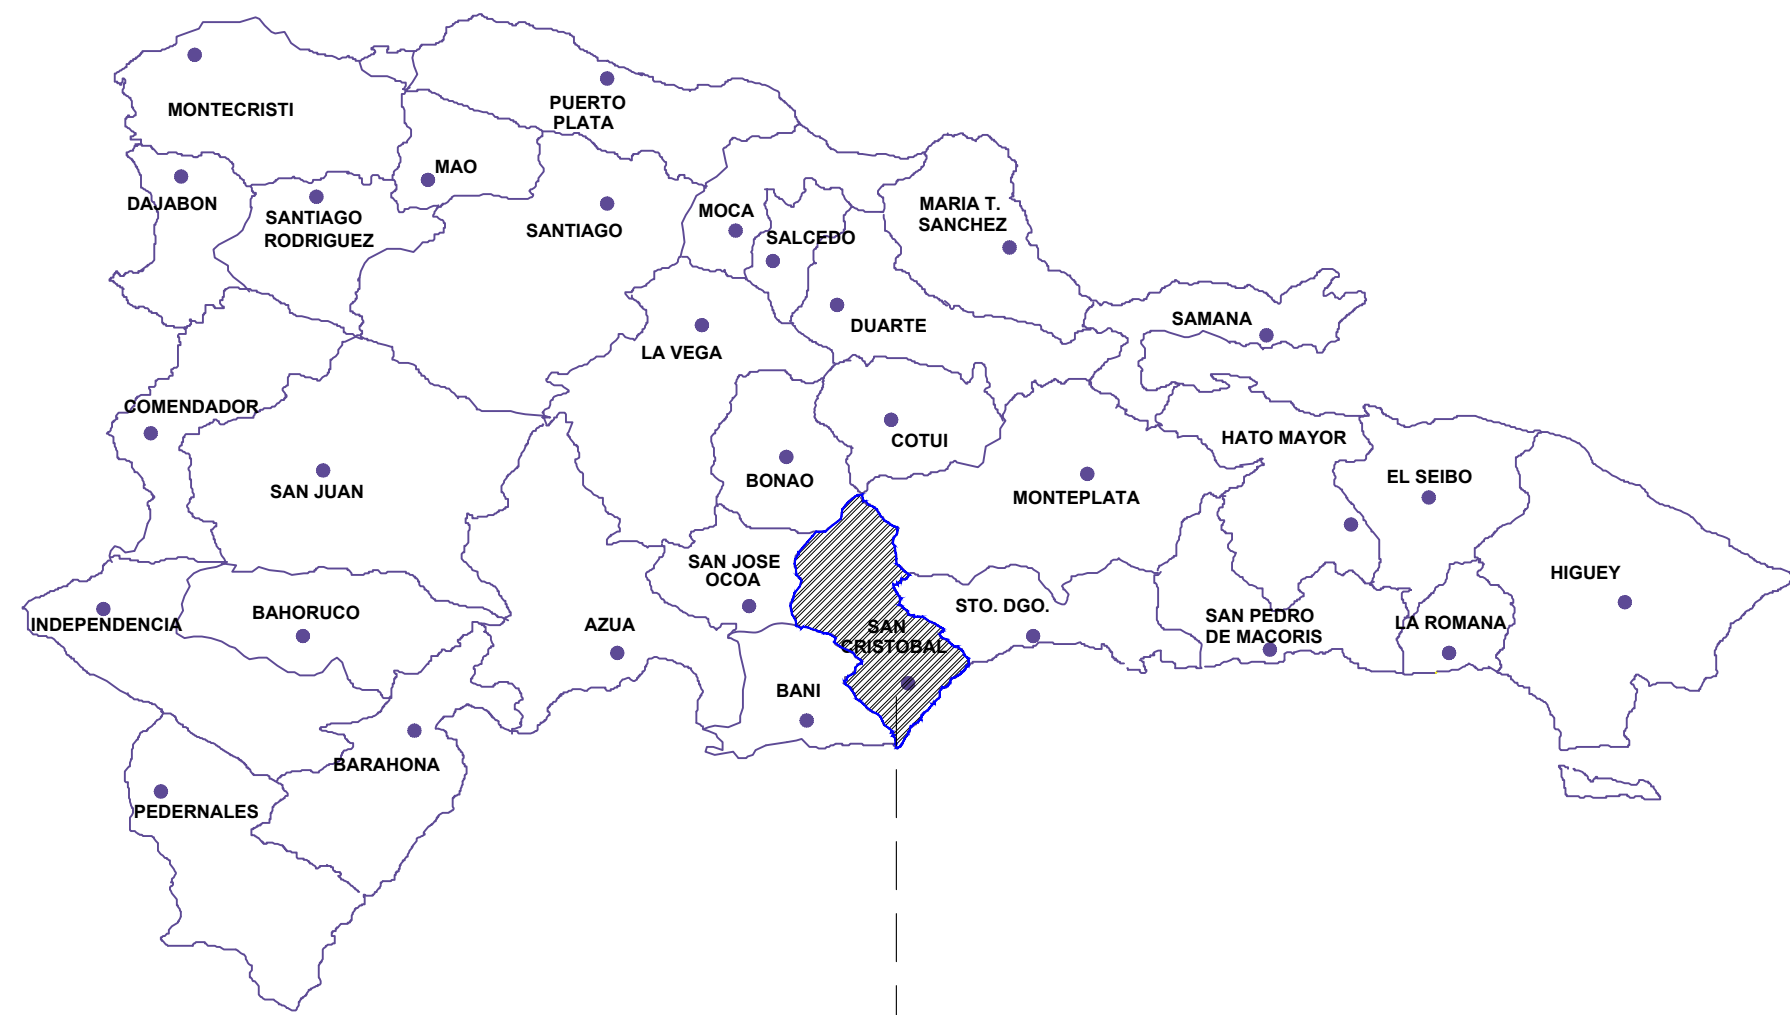 MONTECRISTI
PUERTO
PLATA
MAO
DAJABON
SANTIAGO
RODRIGUEZ
SANTIAGO
MOCA
SALCEDO
MARIA T.
SANCHEZ
DUARTE
SAMANA
LA VEGA
COMENDADOR
COTUI
HATO MAYOR
SAN JUAN
BONAO
MONTEPLATA
EL SEIBO
SAN JOSE
OCOA
HIGUEY
INDEPENDENCIA
BAHORUCO
AZUA
STO. DGO.
SAN
CRISTOBAL
SAN PEDRO
DE MACORIS
LA ROMANA
BANI
BARAHONA
PEDERNALES